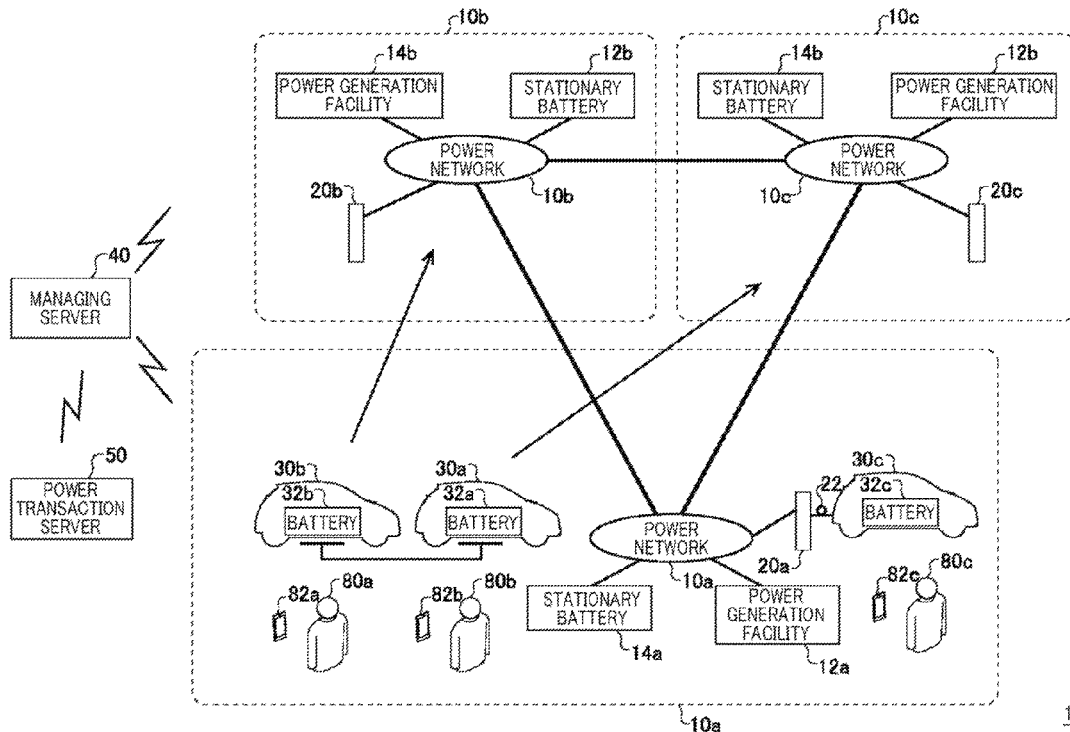 10b
10c
14b
12b
14b
12b
POWER GENERATION
FACILITY
STATIONARY
BATTERY
STATIONARY
BATTERY
POWER GENERATION
FACILITY
POWER
NETWORK
POWER
NETWORK
20b
10b
10c
20c
40
MANAGING
SERVER
50
POWER
TRANSACTION
SERVER
30b
32b
BATTERY
30a
32a
BATTERY
30c
22
32c
BATTERY
POWER
NETWORK
20a
10a
82a
80a
82b
80b
82c
80c
STATIONARY
BATTERY
POWER
GENERATION
FACILITY
14a
12a
10a
1